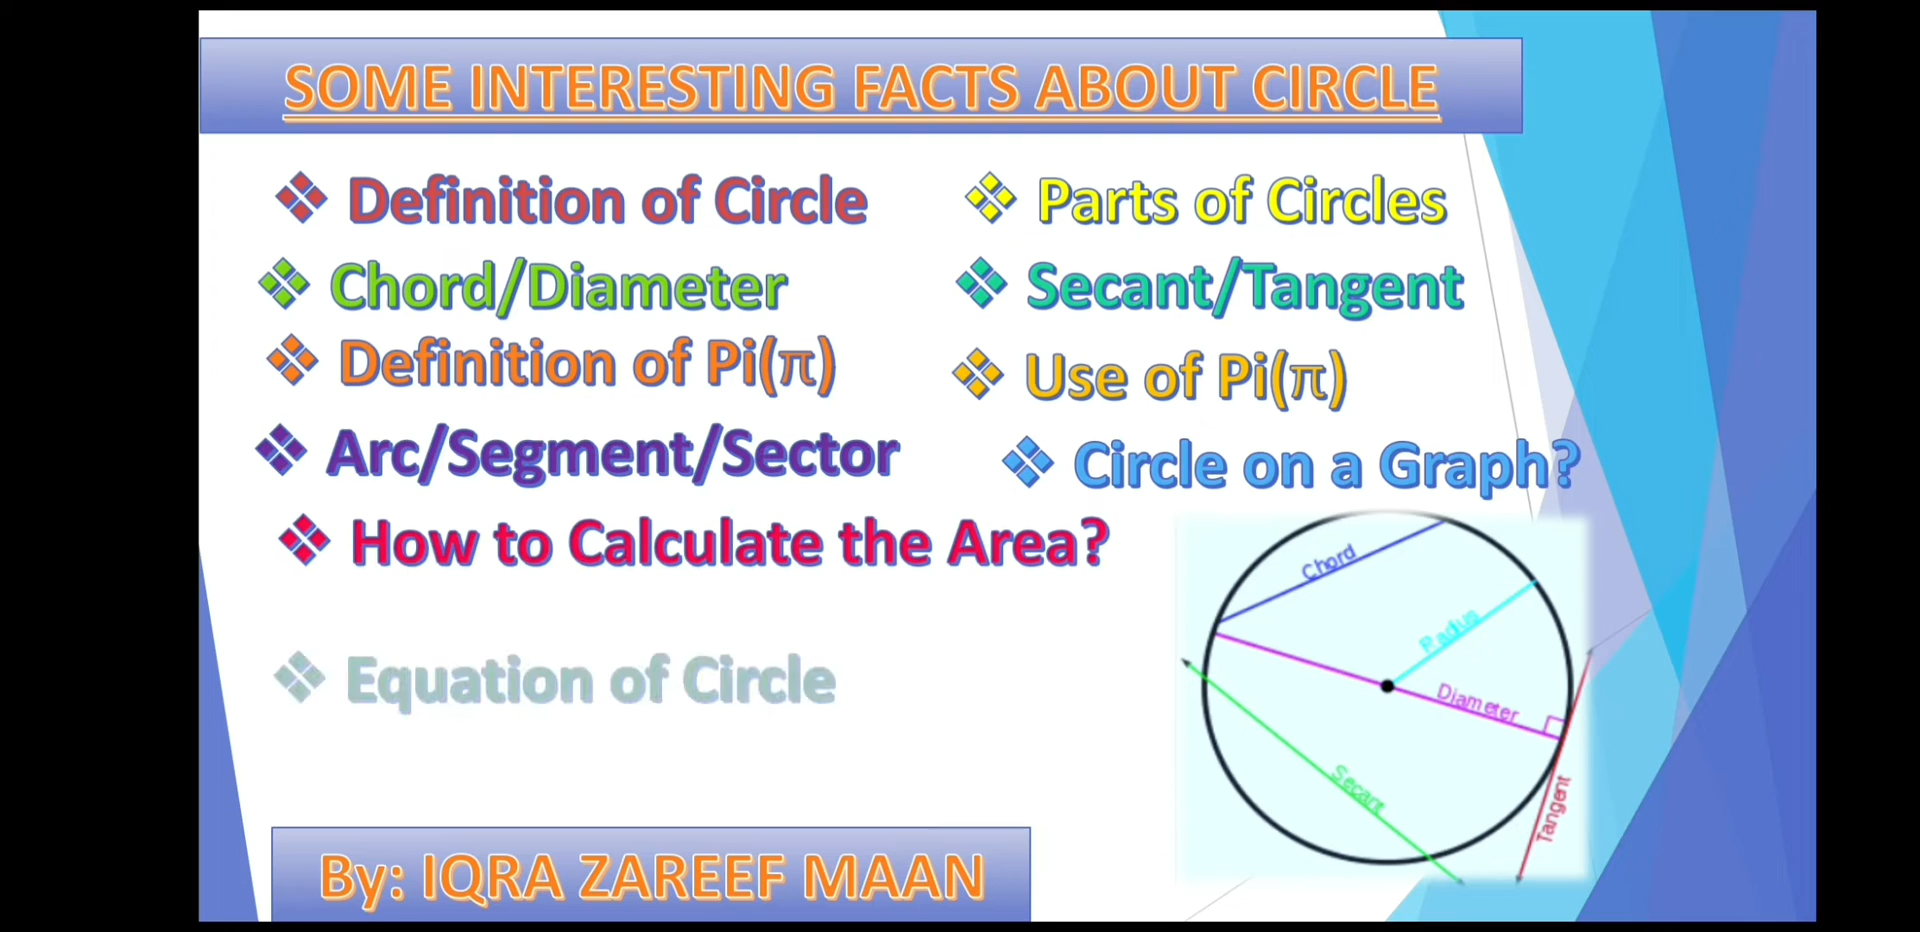 SOME INTERESTING FACTS ABOUT CIRCLE
Definition of Circle
Parts of Circles
Chord/Diameter
Secant/Tangent
Definition of Pi(π)
Use of Pi(π)
Arc/Segment/Sector
Circle on a Graph?
How to Calculate the Area?
Equation of Circle
Chord
Radius
Diameter
Secant
Tangent
By: IQRA ZAREEF MAAN